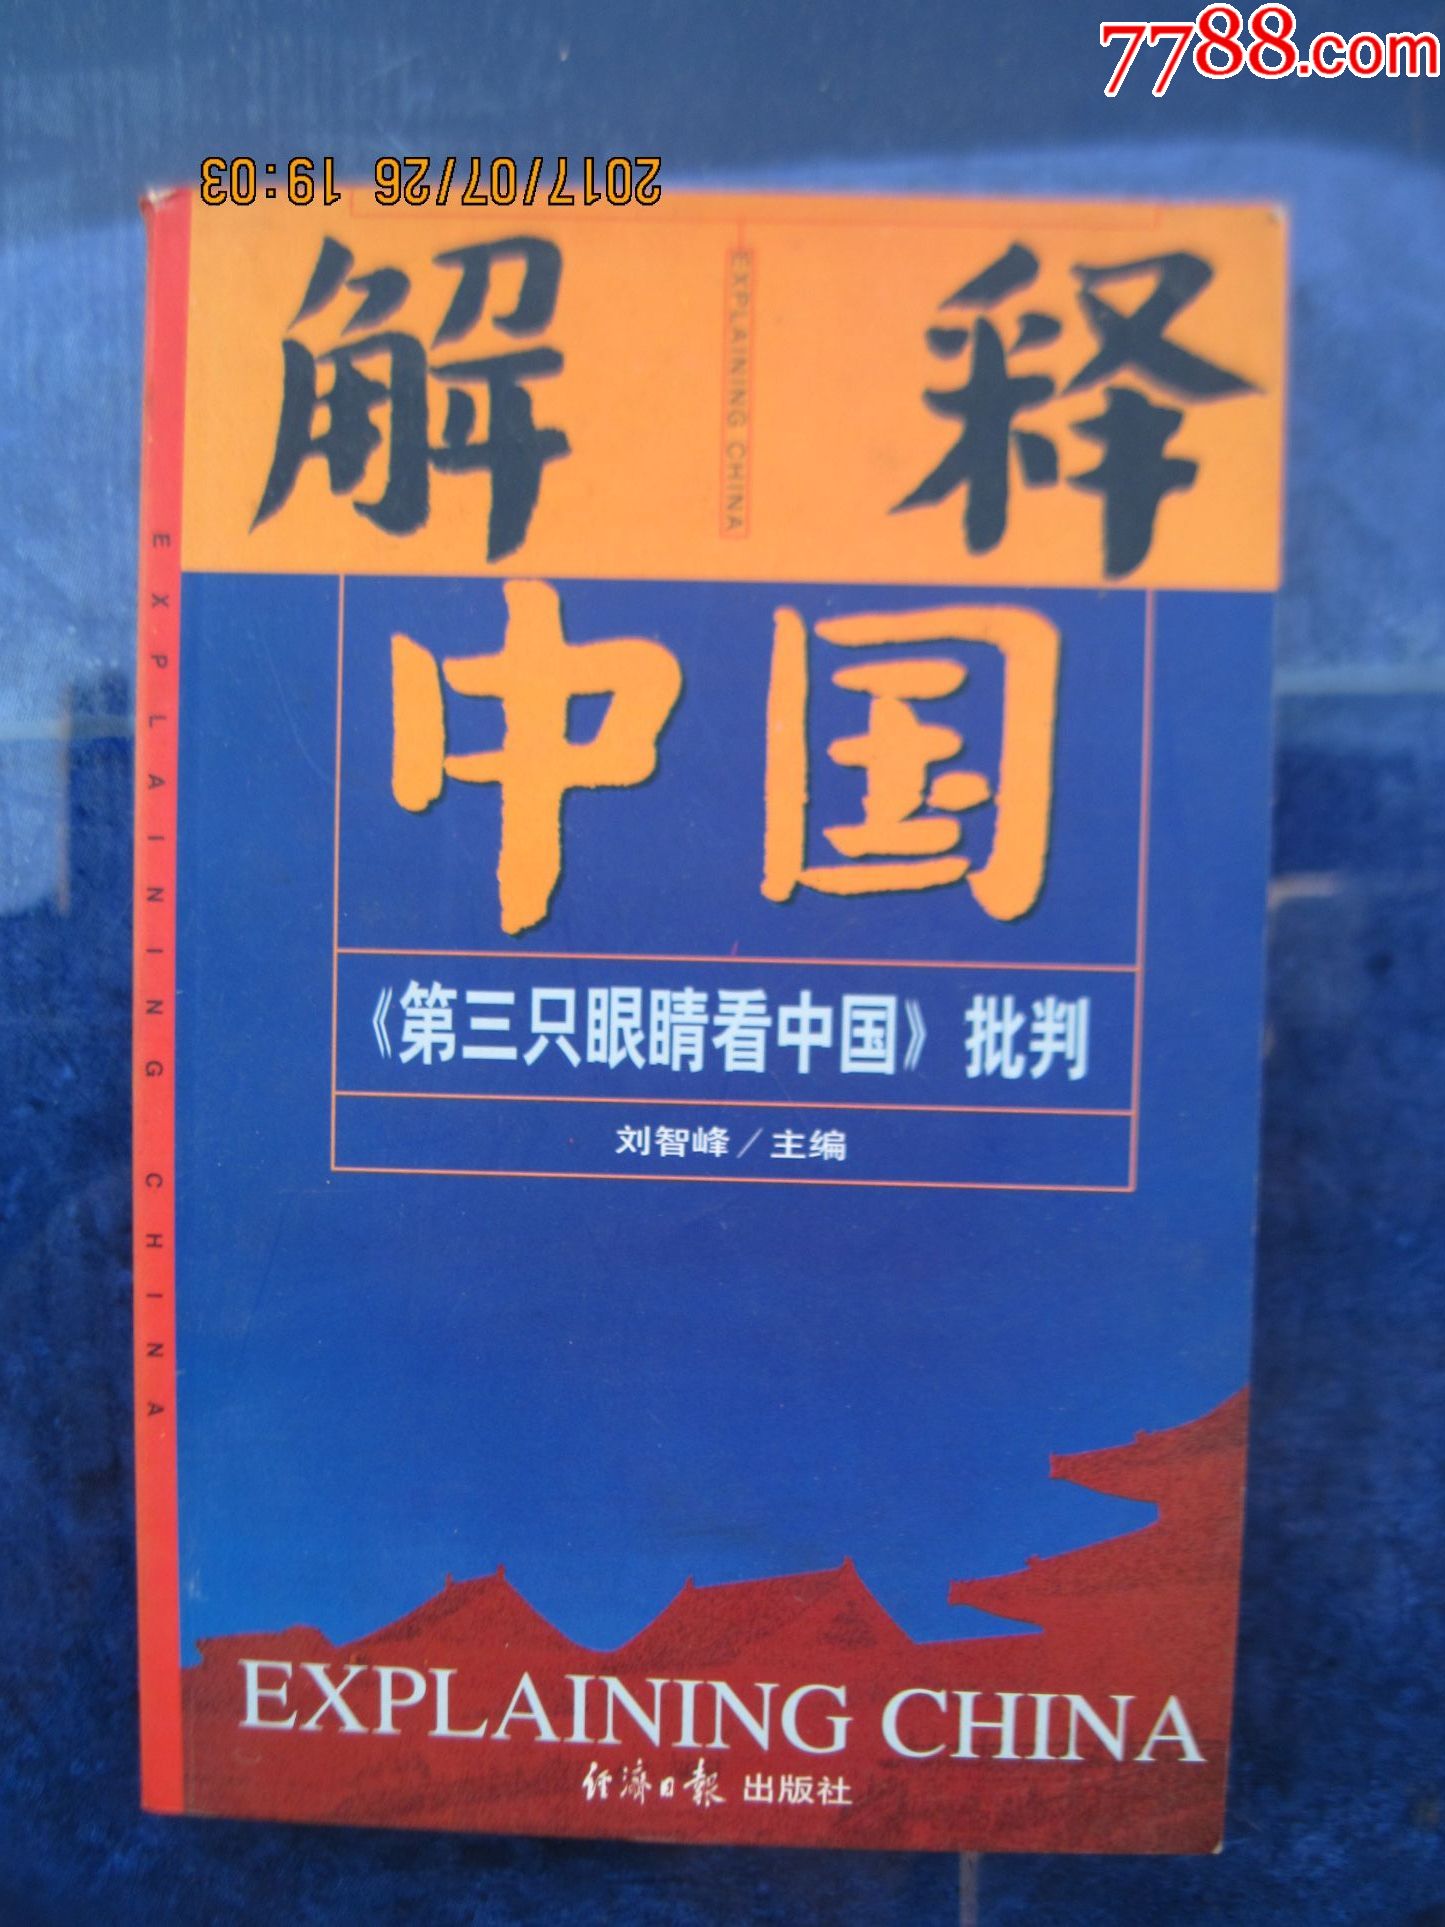 7788.com
2017/07/26 19:03
解释
EXPLAINING CHINA
中国
《第三只眼睛看中国》批判
刘智峰／主编
EXPLAINING CHINA
经济日报出版社
EXPLAINING CHINA